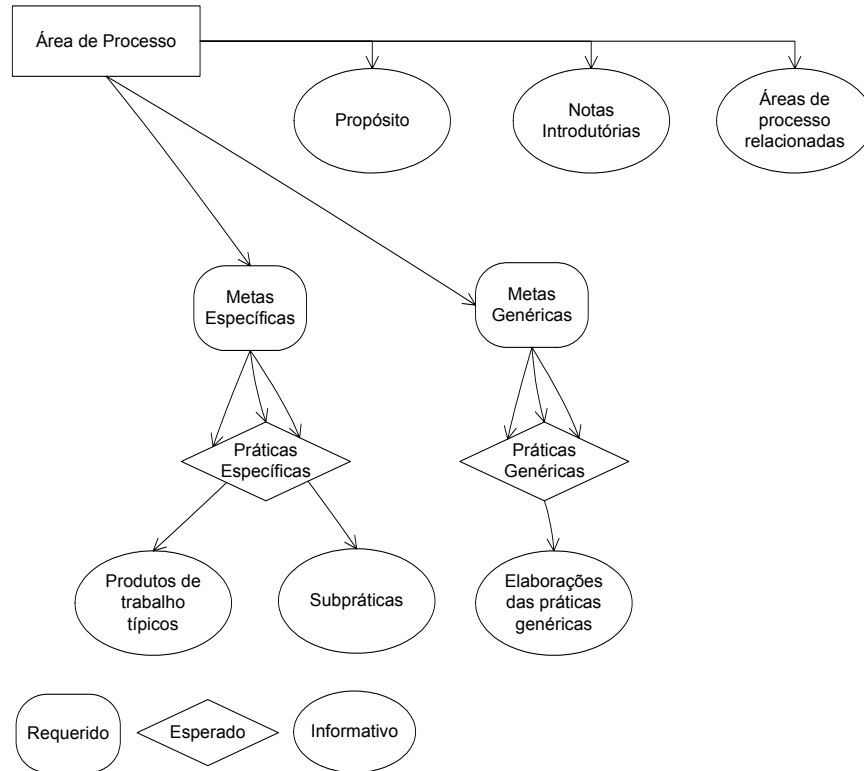 Área de Processo
Propósito
Notas
Introdutórias
Áreas de
processo
relacionadas
Metas
Específicas
Metas
Genéricas
Práticas
Específicas
Práticas
Genéricas
Produtos de
trabalho
típicos
Subpráticas
Elaborações
das práticas
genéricas
Requerido
Esperado
Informativo